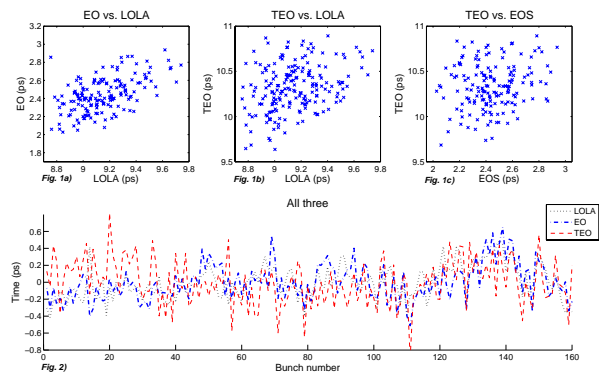 EO vs. LOLA
TEO vs. LOLA
TEO vs. EOS
3.2
3
2.8
2.6
2.4
2.2
2
1.8
EO (ps)
8.8 9 9.2 9.4 9.6 9.8
Fig. 1a)
LOLA (ps)
11
10.5
10
9.5
TEO (ps)
8.8 9 9.2 9.4 9.6
Fig. 1b)
LOLA (ps)
11
10.5
10
9.5
TEO (ps)
2 2.2 2.4 2.6 2.8 3
Fig. 1c)
EOS (ps)
All three
LOLA
EO
TEO
0.6
0.4
0.2
0
−0.2
−0.4
−0.6
−0.8
Time (ps)
0 20 40 60 80 100 120 140 160
Fig. 2)
Bunch number